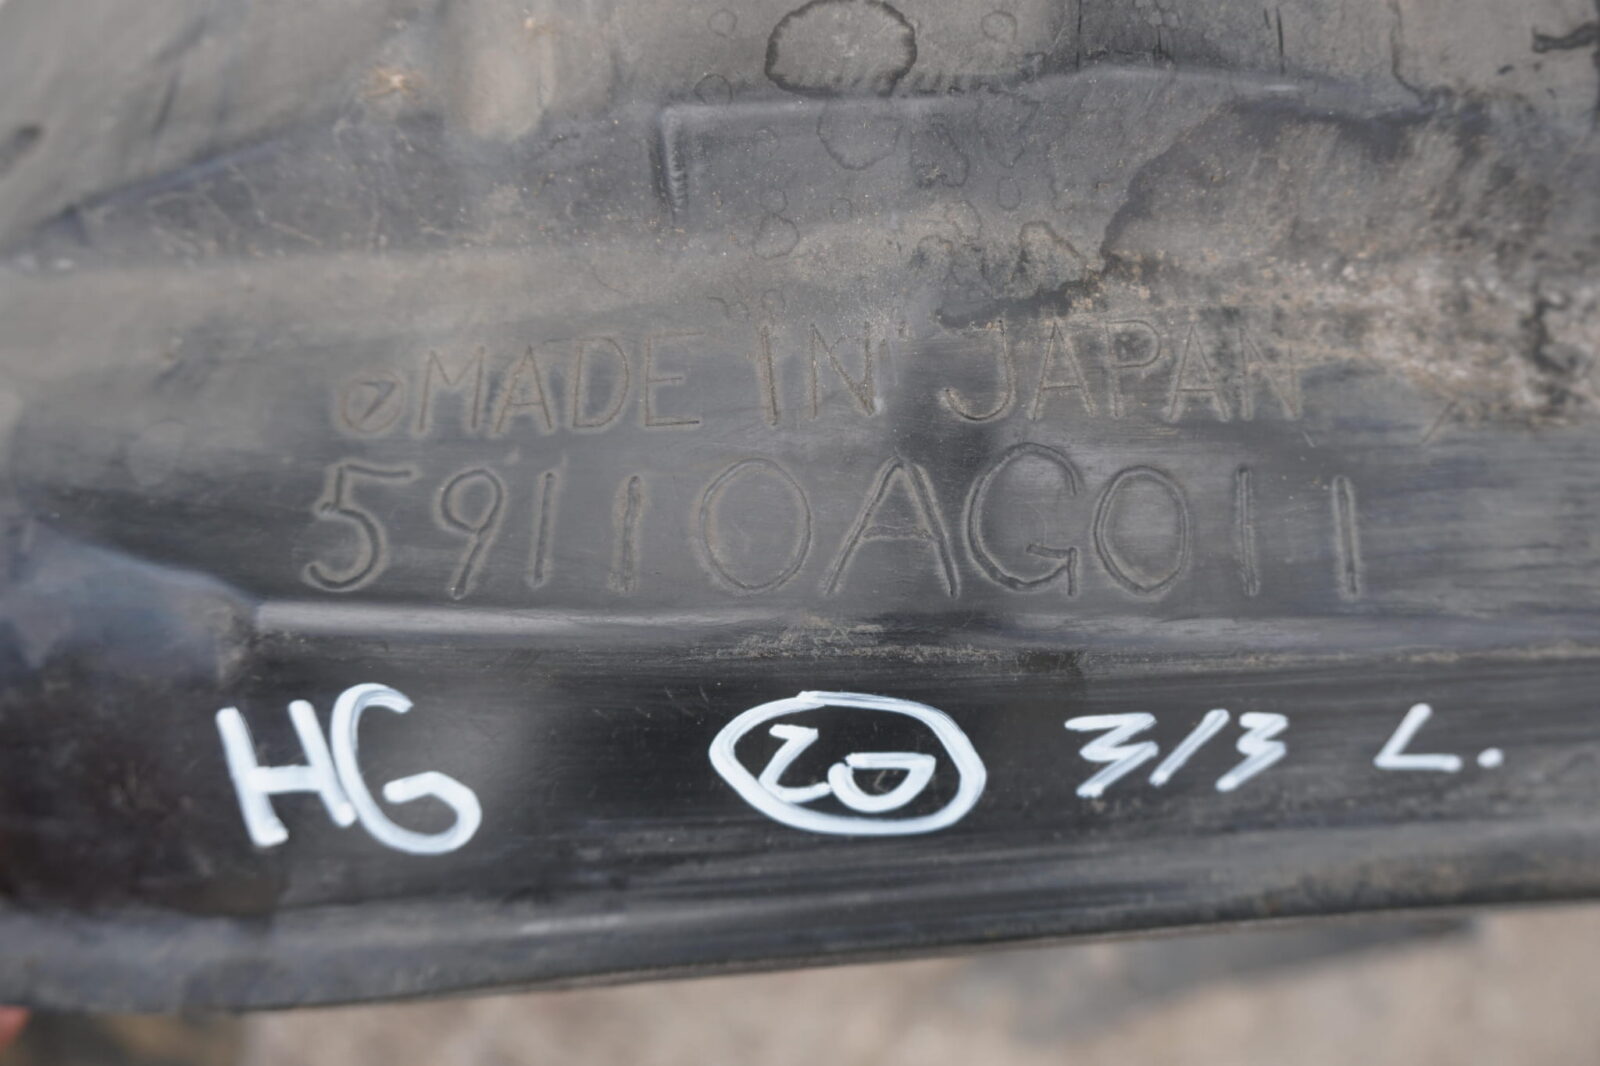 MADE IN JAPAN
59110AG011
HG 20 3/3 L.